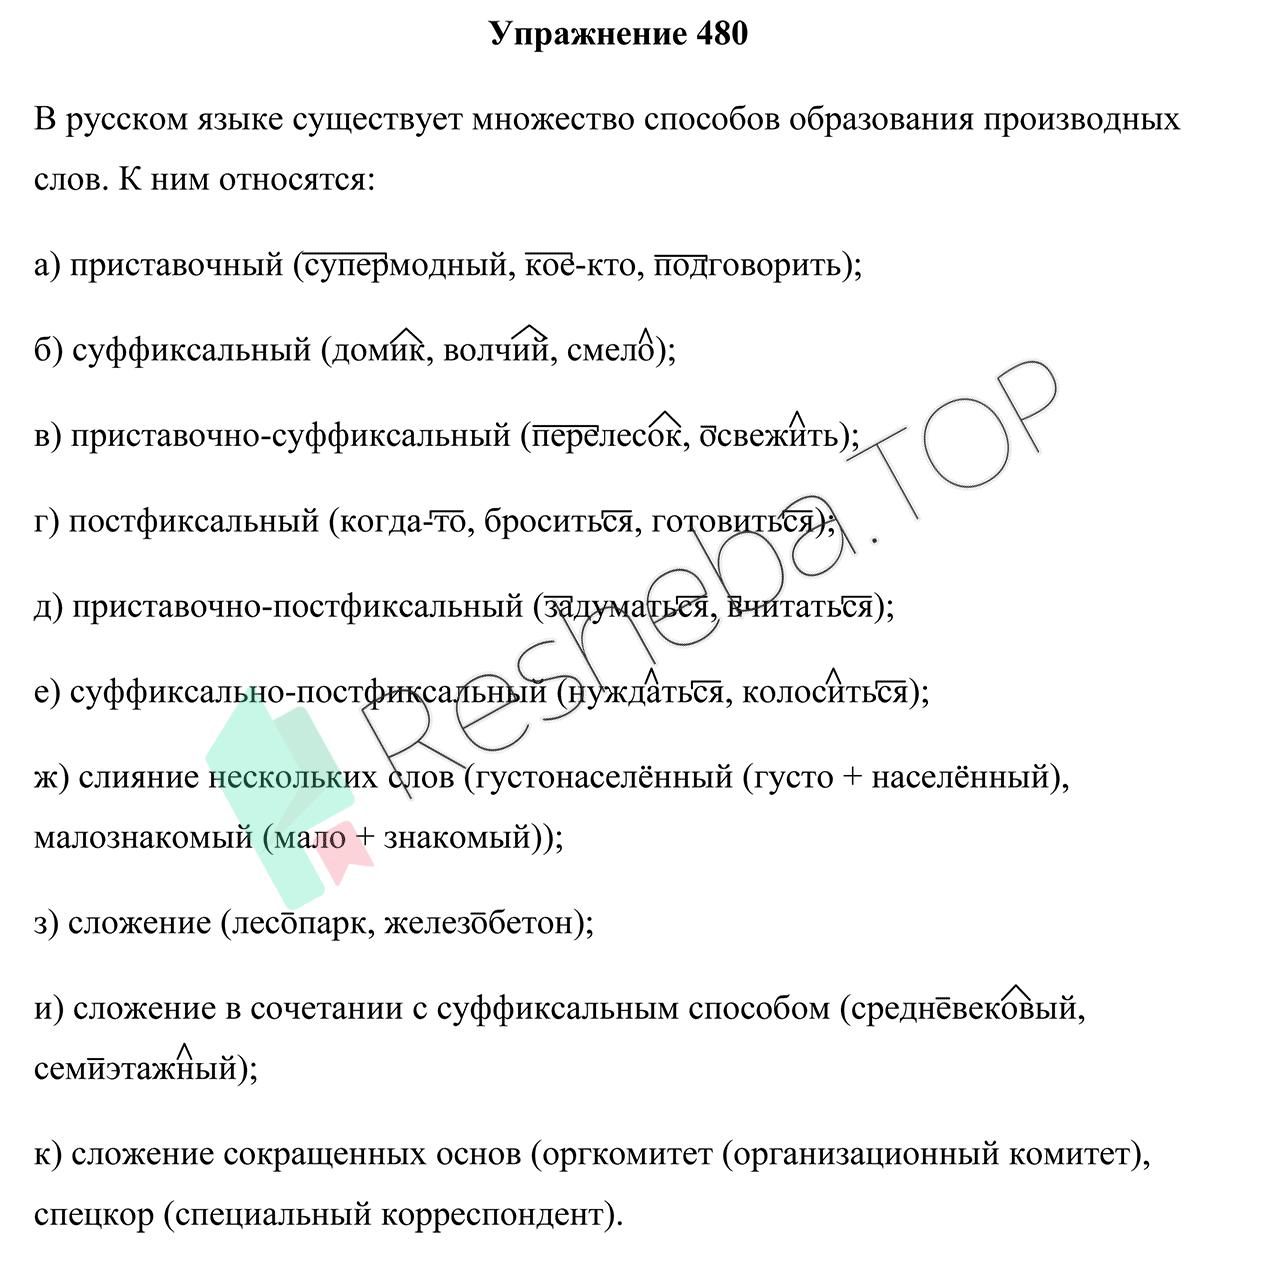 Упражнение 480
В русском языке существует множество способов образования производных
слов. К ним относятся:
а) приставочный (супермодный, кое-кто, подговорить);
б) суффиксальный (домик, волчий, смело);
в) приставочно-суффиксальный (перелесок, освежить);
г) постфиксальный (когда-то, броситься, готовиться);
д) приставочно-постфиксальный (задуматься, вчитаться);
е) суффиксально-постфиксальный (нуждаться, колоситься);
ж) слияние нескольких слов (густонаселённый (густо + населённый),
малознакомый (мало + знакомый));
з) сложение (лесопарк, железобетон);
и) сложение в сочетании с суффиксальным способом (средневековый,
семиэтажный);
к) сложение сокращенных основ (оргкомитет (организационный комитет),
спецкор (специальный корреспондент).
Resheba.TOP